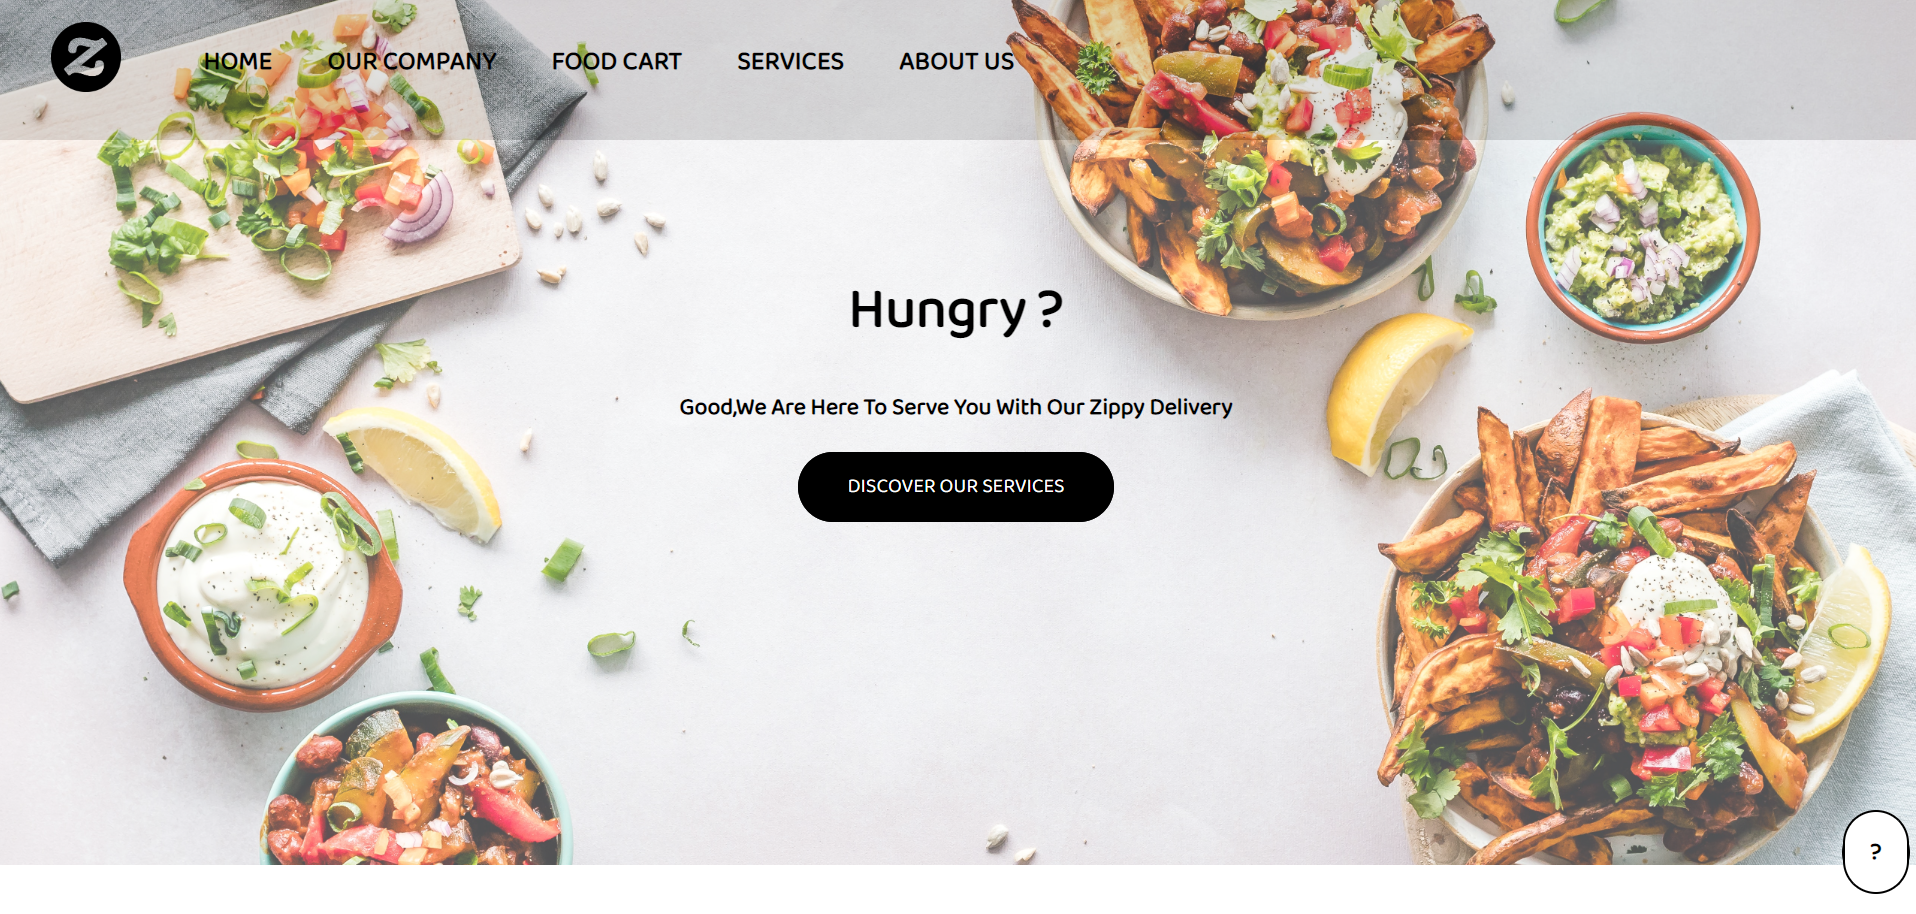 Z
HOME OUR COMPANY FOOD CART SERVICES ABOUT US
Hungry ?
Good,We Are Here To Serve You With Our Zippy Delivery
DISCOVER OUR SERVICES
?